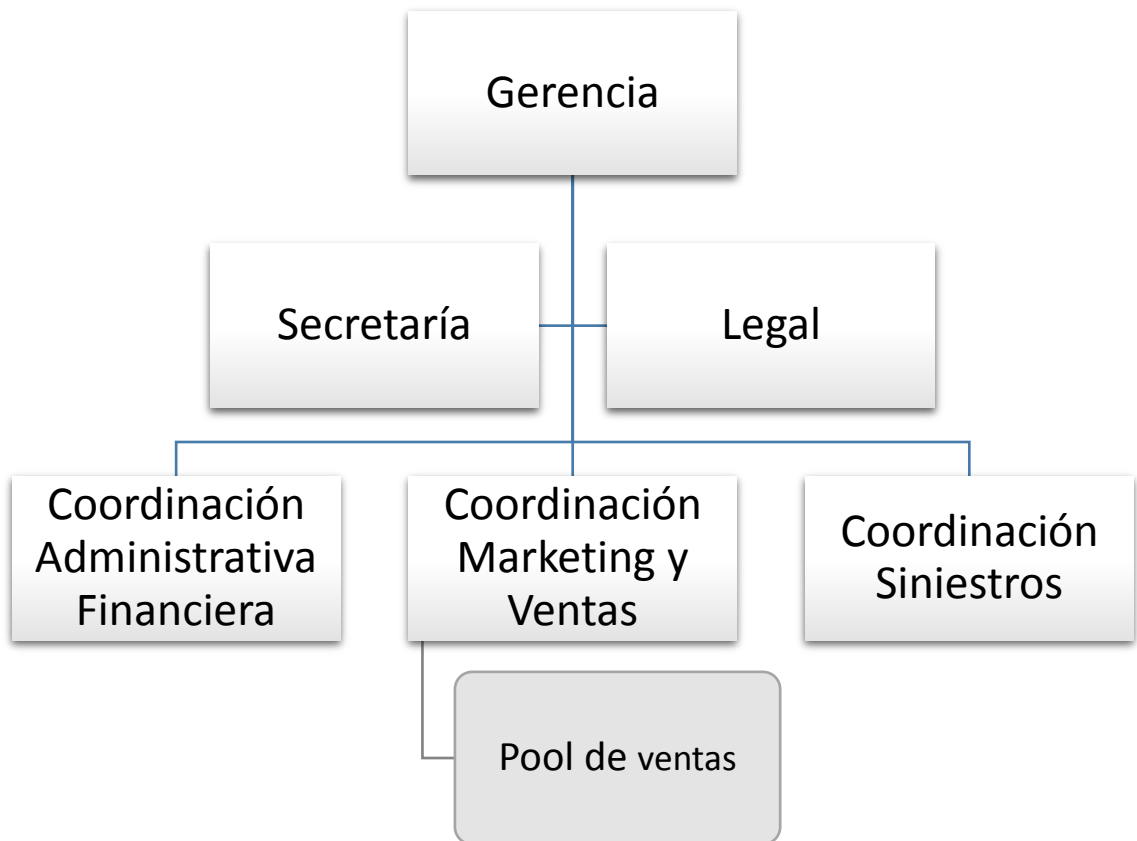 Gerencia
Secretaría
Legal
Coordinación
Administrativa
Financiera
Coordinación
Marketing y
Ventas
Coordinación
Siniestros
Pool de ventas